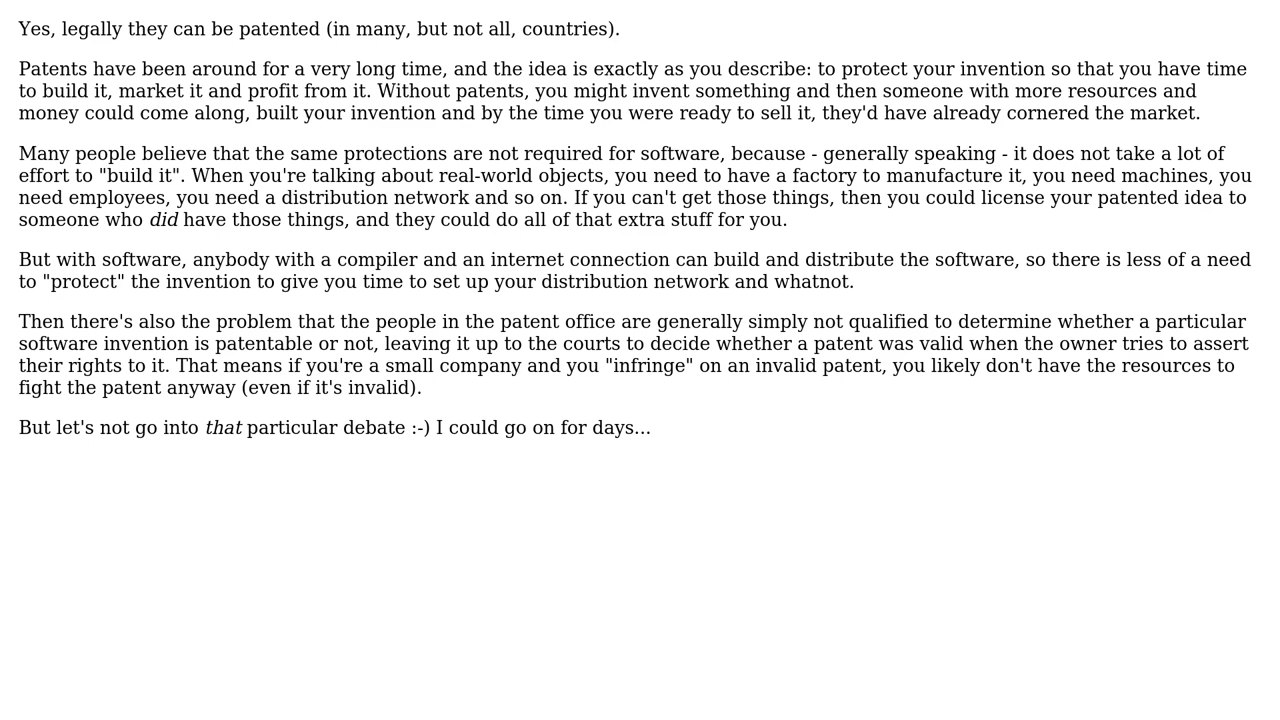 Yes, legally they can be patented (in many, but not all, countries).
Patents have been around for a very long time, and the idea is exactly as you describe: to protect your invention so that you have time
to build it, market it and profit from it. Without patents, you might invent something and then someone with more resources and
money could come along, built your invention and by the time you were ready to sell it, they'd have already cornered the market.
Many people believe that the same protections are not required for software, because - generally speaking - it does not take a lot of
effort to "build it". When you're talking about real-world objects, you need to have a factory to manufacture it, you need machines, you
need employees, you need a distribution network and so on. If you can't get those things, then you could license your patented idea to
someone who did have those things, and they could do all of that extra stuff for you.
But with software, anybody with a compiler and an internet connection can build and distribute the software, so there is less of a need
to "protect" the invention to give you time to set up your distribution network and whatnot.
Then there's also the problem that the people in the patent office are generally simply not qualified to determine whether a particular
software invention is patentable or not, leaving it up to the courts to decide whether a patent was valid when the owner tries to assert
their rights to it. That means if you're a small company and you "infringe" on an invalid patent, you likely don't have the resources to
fight the patent anyway (even if it's invalid).
But let's not go into that particular debate :-) I could go on for days...